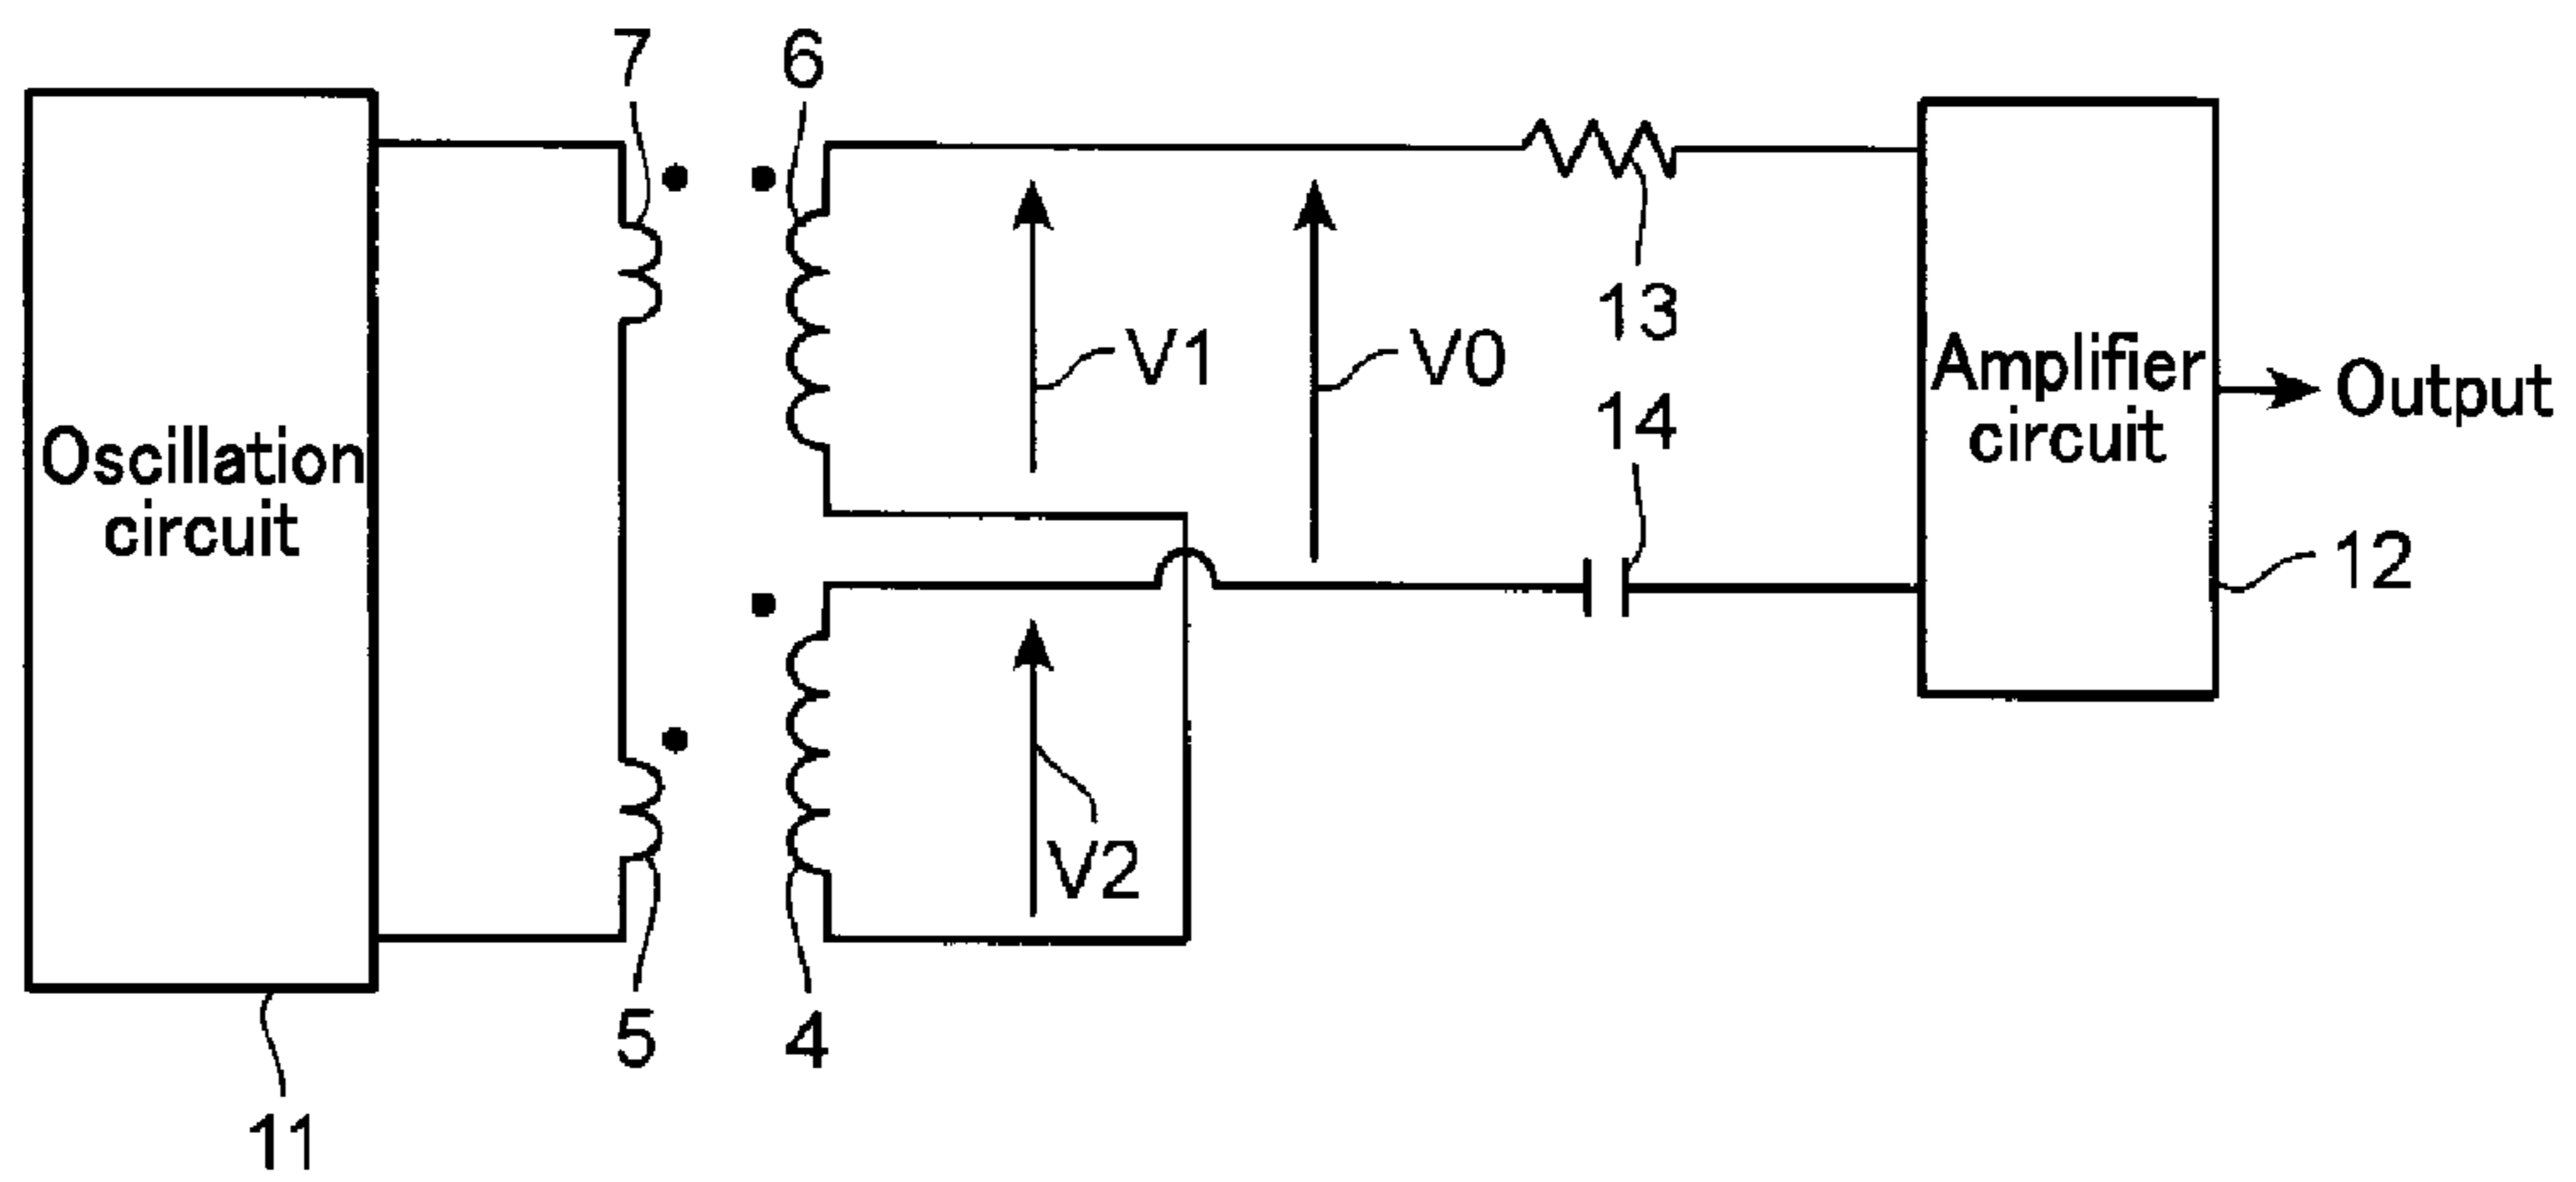 7
6
V1
V0
13
14
Oscillation
circuit
Amplifier
circuit
Output
12
V2
5
4
11